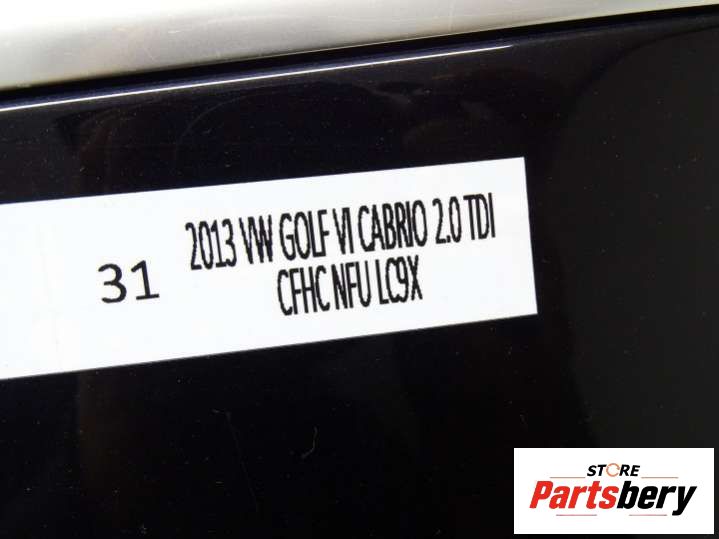 31
2013 VW GOLF VI CABRIO 2.0 TDI
CFHC NFU LC9X
STORE
Partsbery